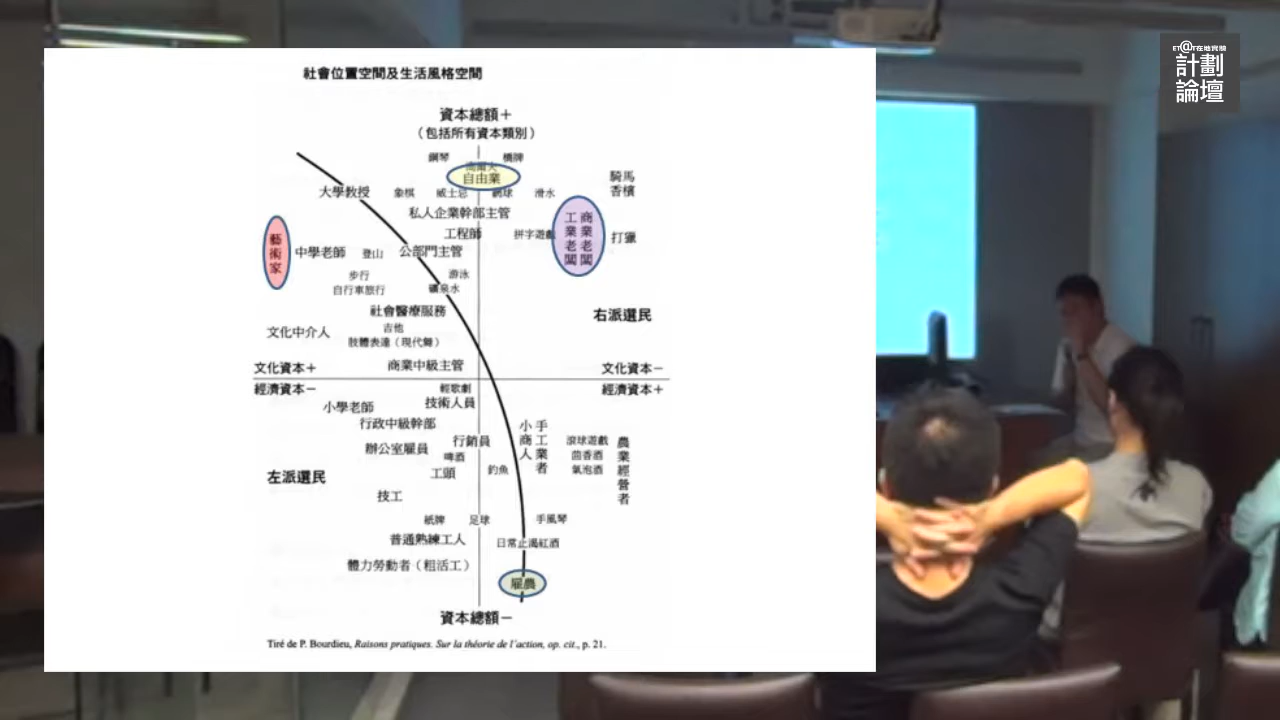 ET@T在地實驗
計劃
論壇
社會位置空間及生活風格空間
資本總額+
(包括所有資本類別)
鋼琴
橋牌
自由業
騎馬
香檳
大學教授
象棋
威士忌
網球
滑水
私人企業幹部主管
工業老闆
商業老闆
工程師
拼字遊戲
打獵
藝術家
中學老師
登山
公部門主管
步行
游泳
自行車旅行
礦泉水
社會醫療服務
右派選民
文化中介人
吉他
肢體表達(現代舞)
商業中級主管
文化資本+
文化資本−
經濟資本−
經濟資本+
輕歌劇
小學老師
技術人員
行政中級幹部
小商人
手工業者
滾球遊戲
農業經營者
辦公室雇員
行銷員
啤酒
茴香酒
工頭
釣魚
氣泡酒
左派選民
技工
紙牌
足球
手風琴
普通熟練工人
日常止渴紅酒
體力勞動者(粗活工)
雇農
資本總額−
Tiré de P. Bourdieu, Raisons pratiques. Sur la théorie de l'action, op. cit., p. 21.